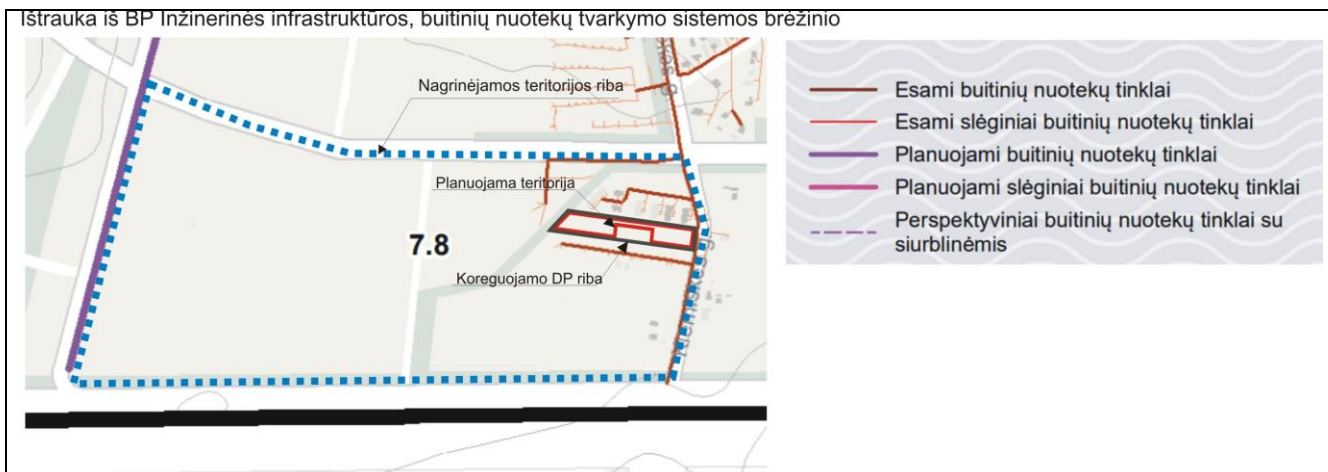 Ištrauka iš BP Inžinerinės infrastruktūros, buitinių nuotekų tvarkymo sistemos brėžinio
Nagrinėjamos teritorijos riba
Planuojama teritorija
7.8
Koreguojamo DP riba
Esami buitinių nuotekų tinklai
Esami slėginiai buitinių nuotekų tinklai
Planuojami buitinių nuotekų tinklai
Planuojami slėginiai buitinių nuotekų tinklai
Perspektyviniai buitinių nuotekų tinklai su
siurblinėmis